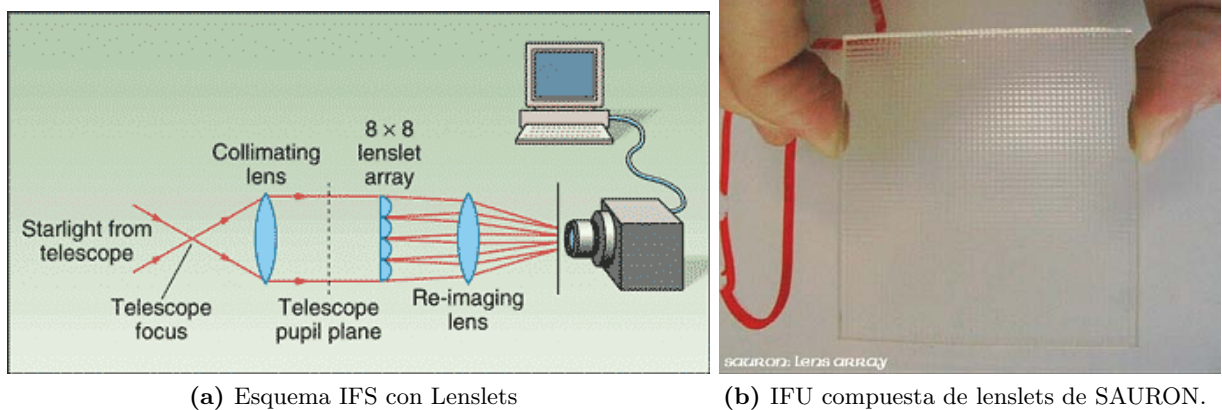 8 × 8
lenslet
array
Collimating
lens
Starlight from
telescope
Telescope
focus
Telescope
pupil plane
Re-imaging
lens
SAURON: LENS ARRAY
(a) Esquema IFS con Lenslets
(b) IFU compuesta de lenslets de SAURON.